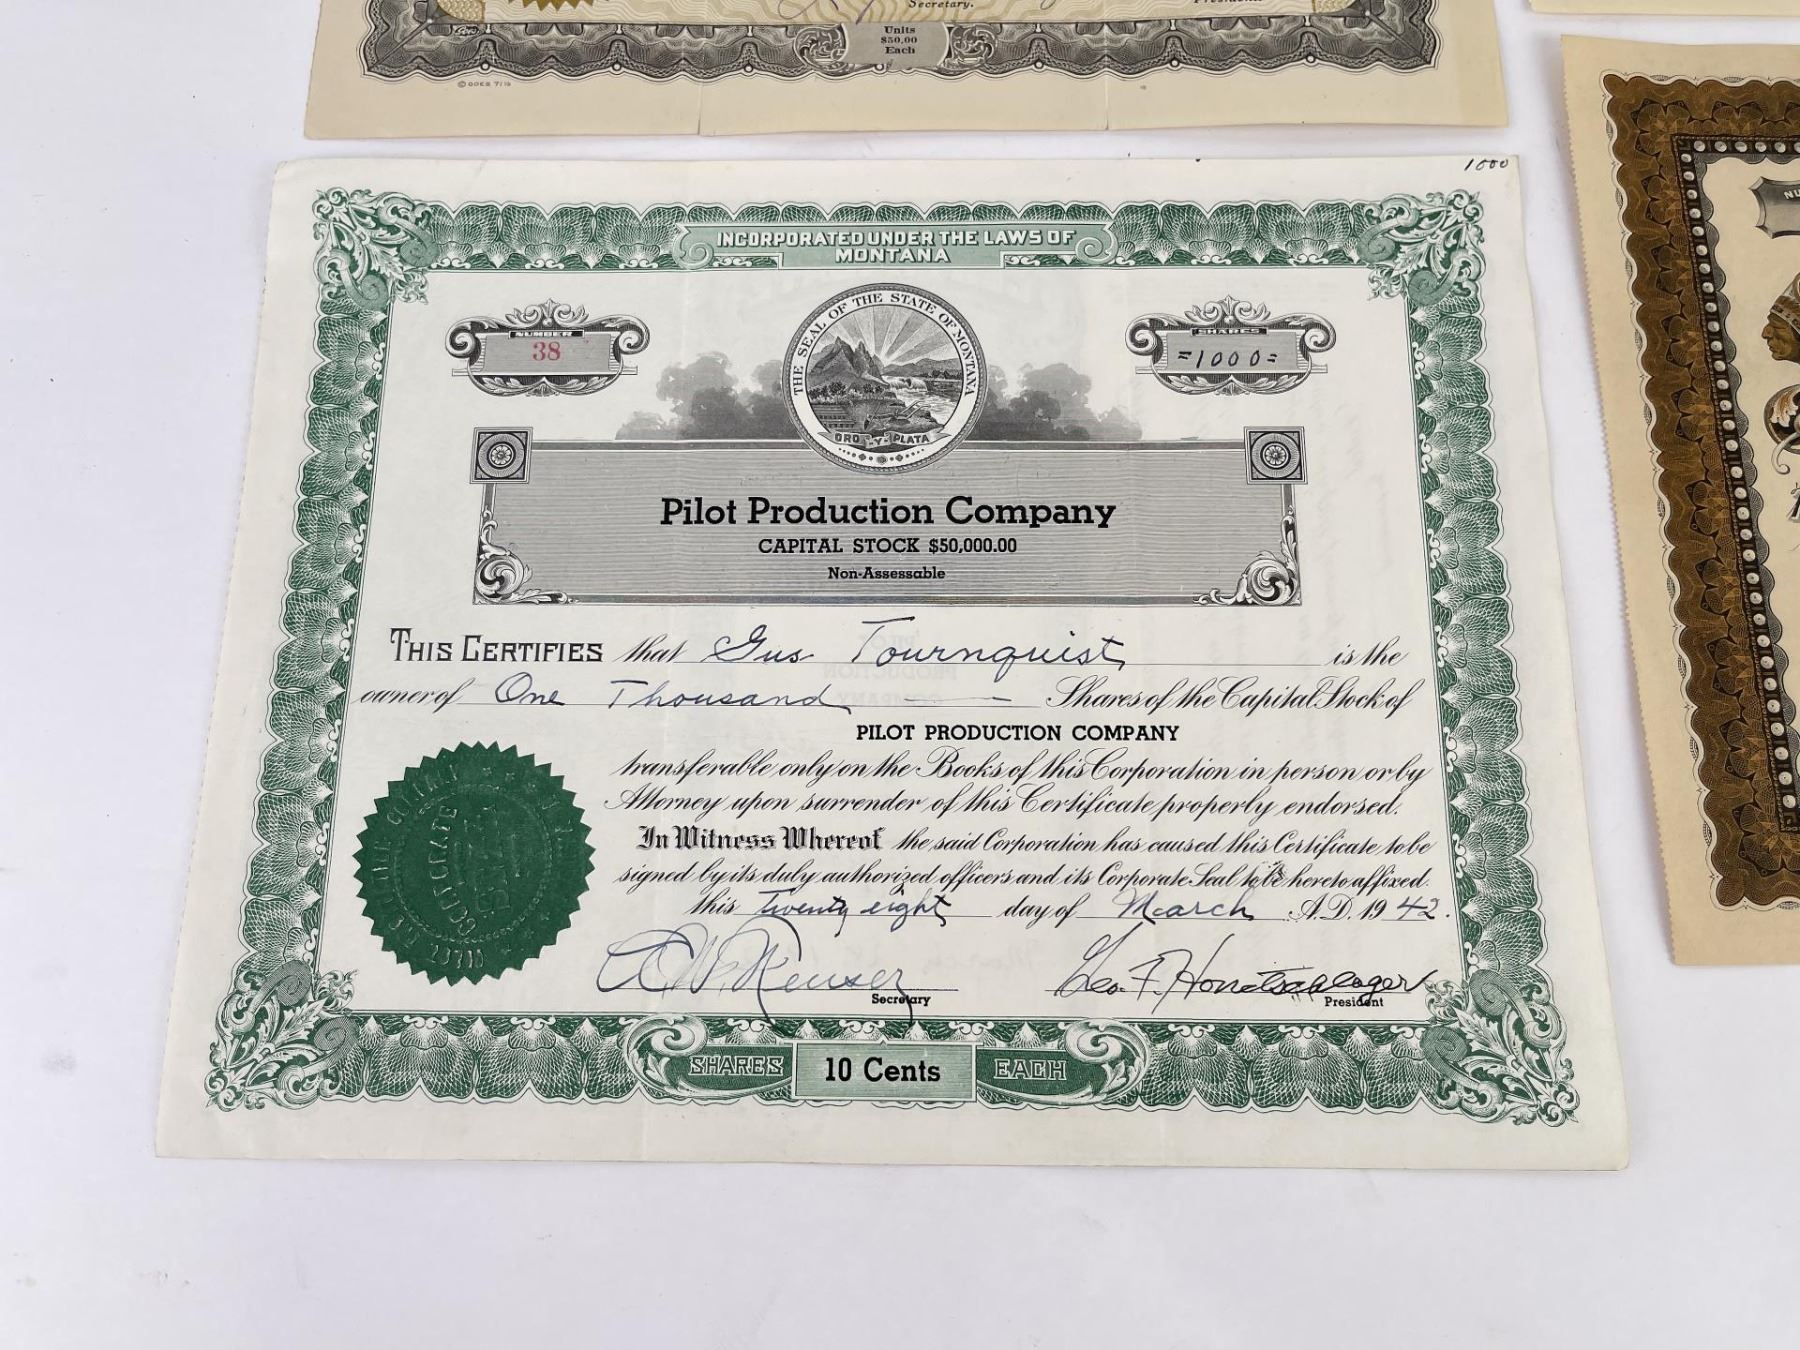 Secretary.
Units
$50.00
Each
1000
INCORPORATED UNDER THE LAWS OF
MONTANA
NUMBER
38
THE SEAL OF THE STATE OF MONTANA
ORO Y PLATA
SHARES
=1000=
Pilot Production Company
CAPITAL STOCK $50,000.00
Non-Assessable
THIS CERTIFIES that Gus Tournquist is the
owner of One Thousand Shares of the Capital Stock of
PILOT PRODUCTION COMPANY
transferable only on the Books of this Corporation in person or by
Attorney upon surrender of this Certificate properly endorsed.
In Witness Whereof the said Corporation has caused this Certificate to be
signed by its duly authorized officers and its Corporate Seal to be hereto affixed.
this Twenty eight day of March A.D. 1942.
CORPORATE
Secretary
Geo. F.
President
SHARES 10 Cents EACH